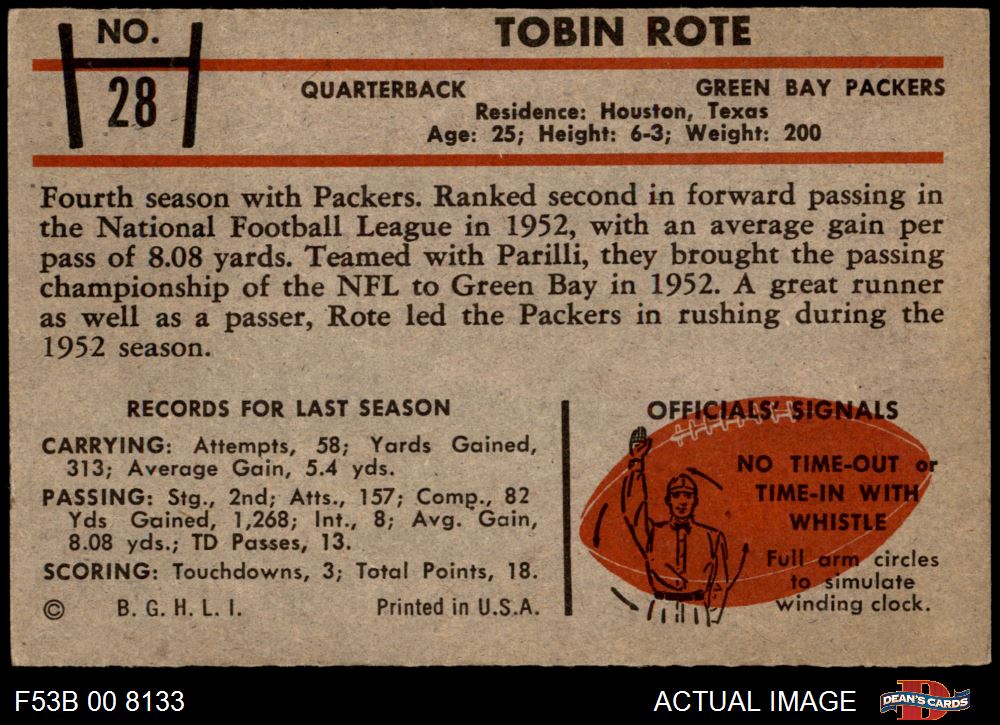 NO.
28
TOBIN ROTE
QUARTERBACK GREEN BAY PACKERS
Residence: Houston, Texas
Age: 25; Height: 6-3; Weight: 200
Fourth season with Packers. Ranked second in forward passing in
the National Football League in 1952, with an average gain per
pass of 8.08 yards. Teamed with Parilli, they brought the passing
championship of the NFL to Green Bay in 1952. A great runner
as well as a passer, Rote led the Packers in rushing during the
1952 season.
RECORDS FOR LAST SEASON
CARRYING: Attempts, 58; Yards Gained,
313; Average Gain, 5.4 yds.
PASSING: Stg., 2nd; Atts., 157; Comp., 82
Yds Gained, 1,268; Int., 8; Avg. Gain,
8.08 yds.; TD Passes, 13.
SCORING: Touchdowns, 3; Total Points, 18.
© B. G. H. L. I. Printed in U.S.A.
OFFICIALS' SIGNALS
NO TIME-OUT or
TIME-IN WITH
WHISTLE
Full arm circles
to simulate
winding clock.
F53B 00 8133 ACTUAL IMAGE DEAN'S CARDS